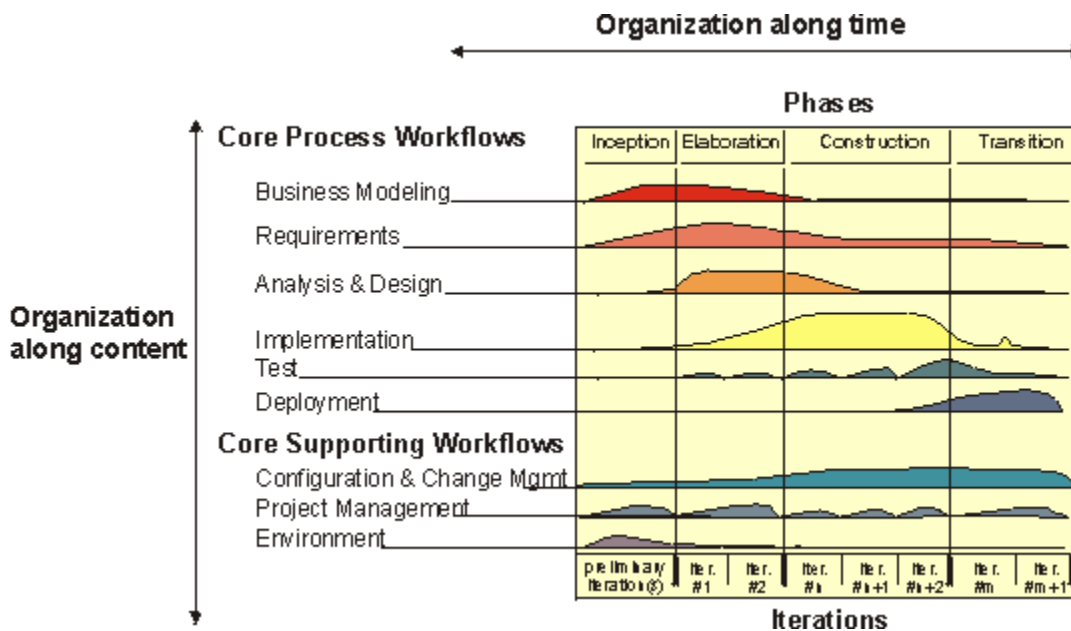 Organization along time
Phases
Core Process Workflows
Inception
Elaboration
Construction
Transition
Business Modeling
Requirements
Analysis & Design
Organization
along content
Implementation
Test
Deployment
Core Supporting Workflows
Configuration & Change Mgmt
Project Management
Environment
preliminary
iteration(s)
Iter.
#1
Iter.
#2
Iter.
#n
Iter.
#n+1
Iter.
#n+2
Iter.
#m
Iter.
#m+1
Iterations